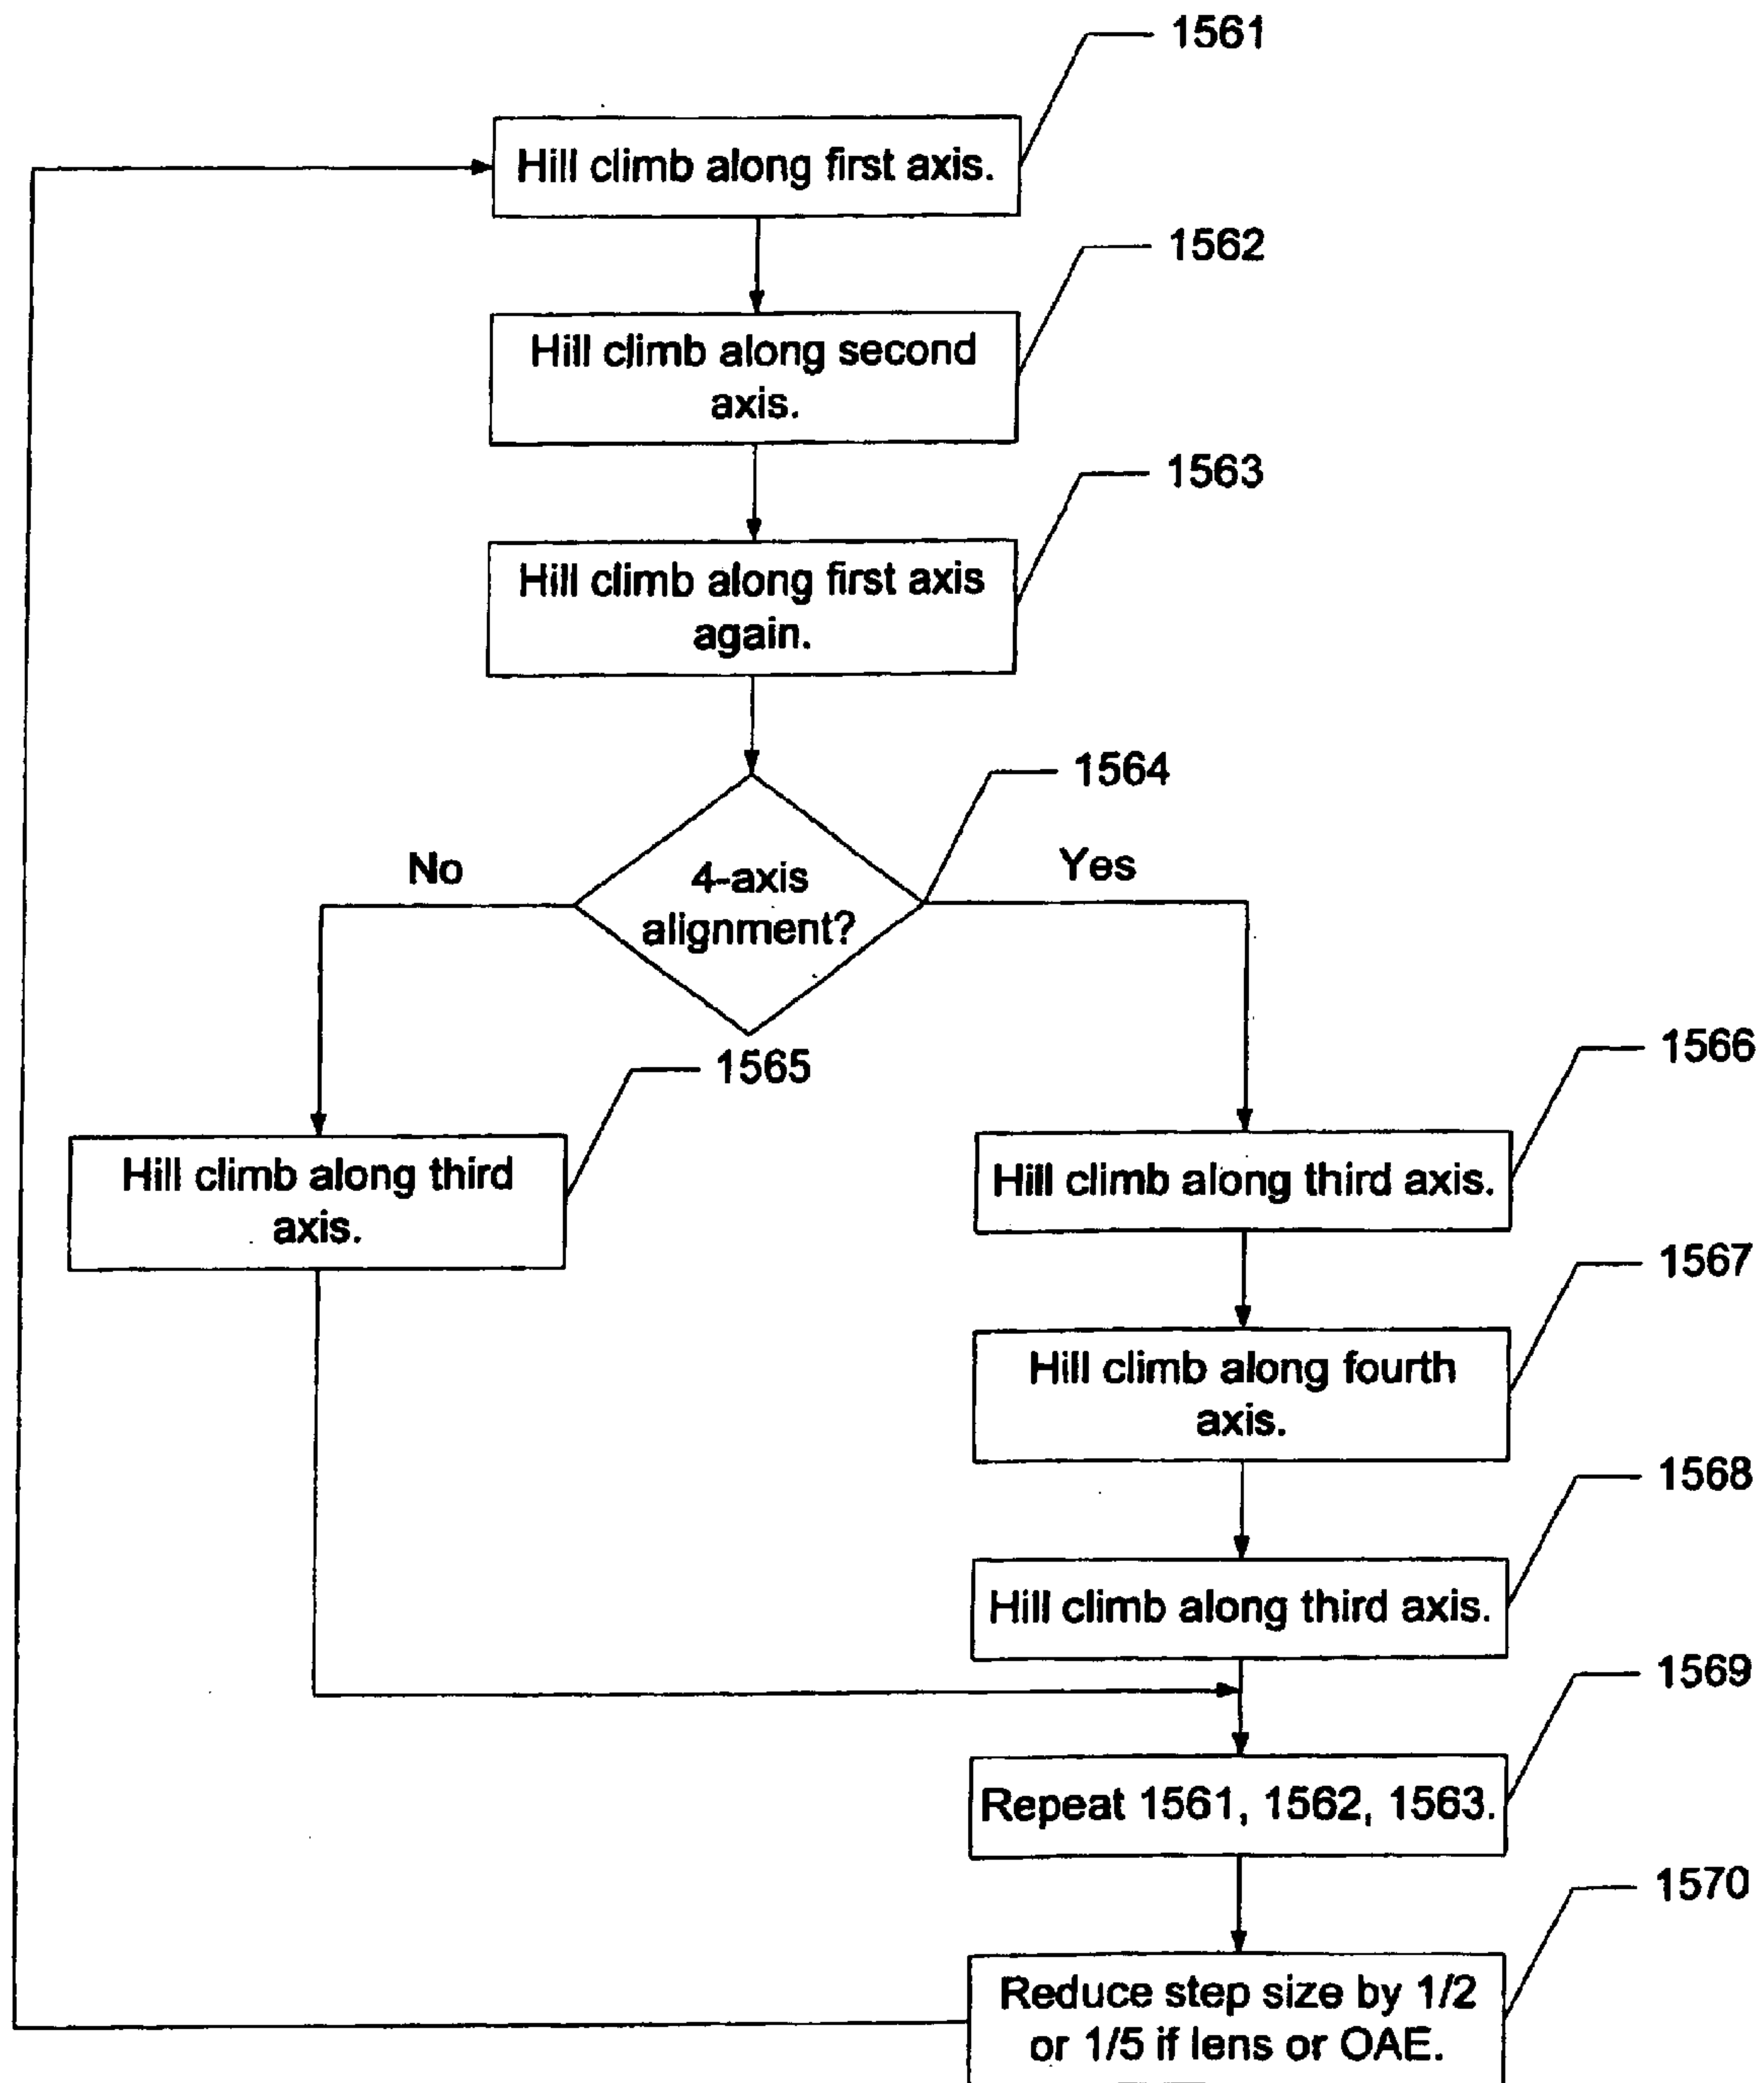 1561
Hill climb along first axis.
1562
Hill climb along second
axis.
1563
Hill climb along first axis
again.
1564
No
4-axis
alignment?
Yes
1565
1566
Hill climb along third
axis.
Hill climb along third axis.
1567
Hill climb along fourth
axis.
1568
Hill climb along third axis.
1569
Repeat 1561, 1562, 1563.
1570
Reduce step size by 1/2
or 1/5 if lens or OAE.